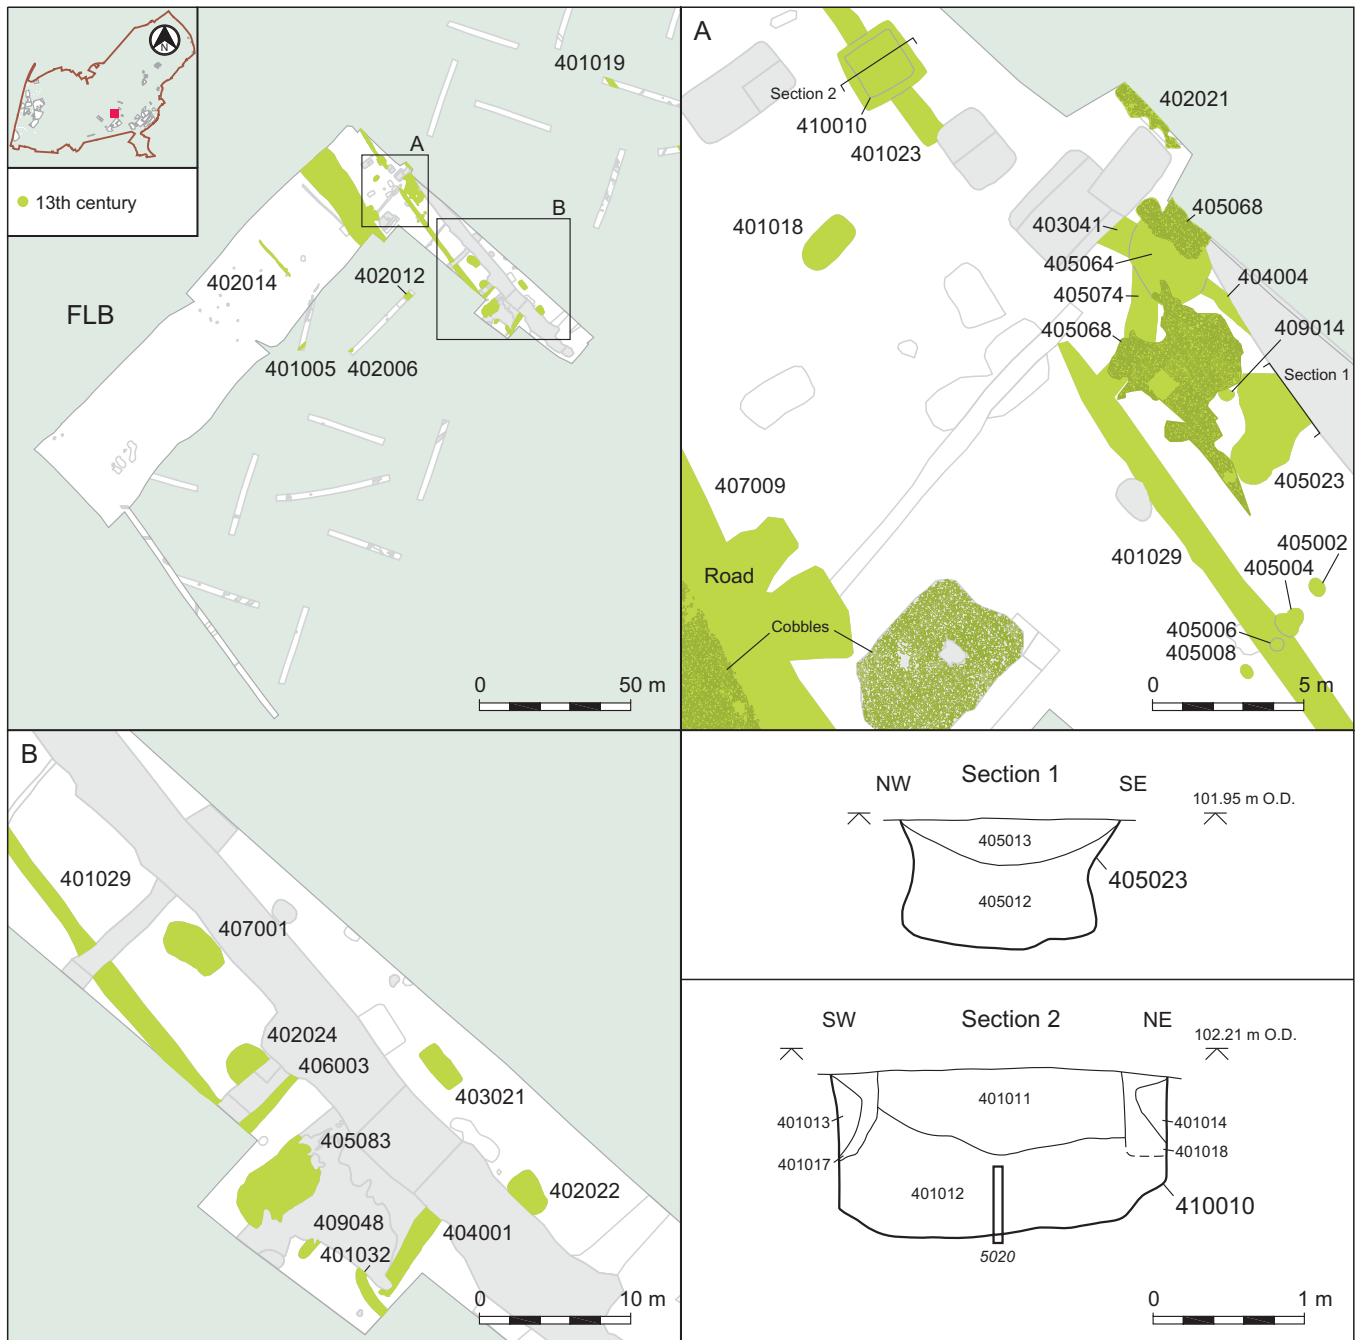 N
13th century
FLB
401019
A
B
402014
402012
401005
402006
0
50 m
A
Section 2
410010
401023
402021
401018
403041
405068
405064
404004
405074
405068
409014
Section 1
405023
407009
Road
Cobbles
401029
405002
405004
405006
405008
0
5 m
B
401029
407001
402024
406003
403021
405083
402022
409048
404001
401032
0
10 m
Section 1
NW
SE
101.95 m O.D.
405013
405023
405012
Section 2
SW
NE
102.21 m O.D.
401011
401013
401014
401017
401018
401012
410010
5020
0
1 m